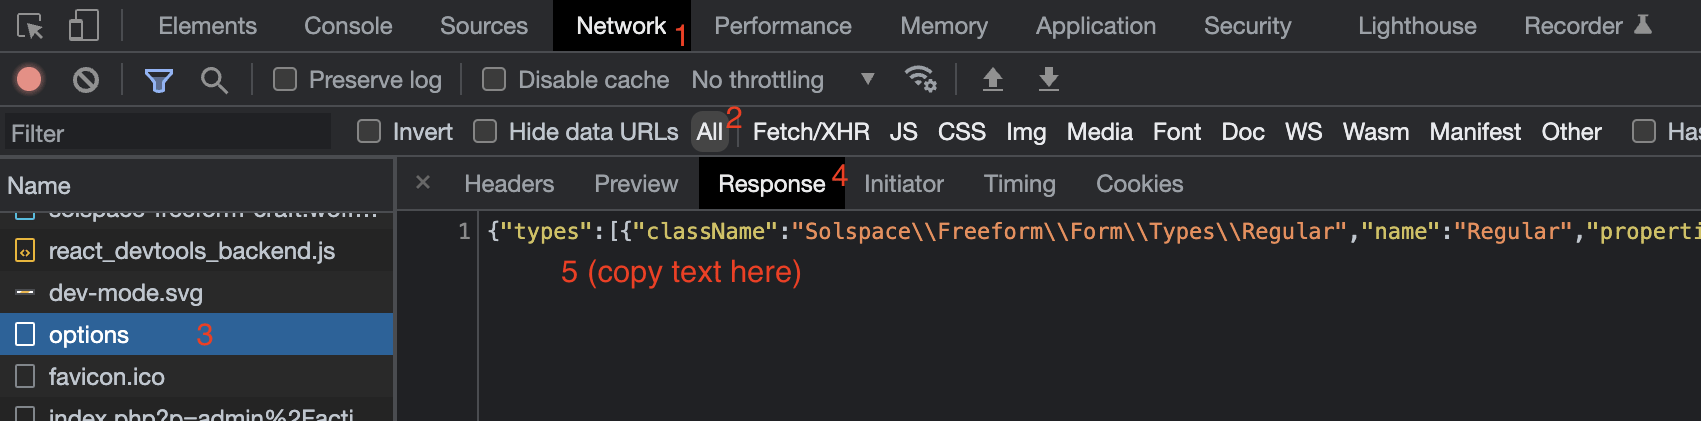 Elements Console Sources Network 1 Performance Memory Application Security Lighthouse Recorder
Preserve log Disable cache No throttling
Filter Invert Hide data URLs All 2 Fetch/XHR JS CSS Img Media Font Doc WS Wasm Manifest Other Has
Name
Headers Preview Response 4 Initiator Timing Cookies
1 {"types":[{"className":"Solspace\\Freeform\\Form\\Types\\Regular","name":"Regular","properti
5 (copy text here)
react_devtools_backend.js
dev-mode.svg
options 3
favicon.ico
index.php?p=admin%2Facti